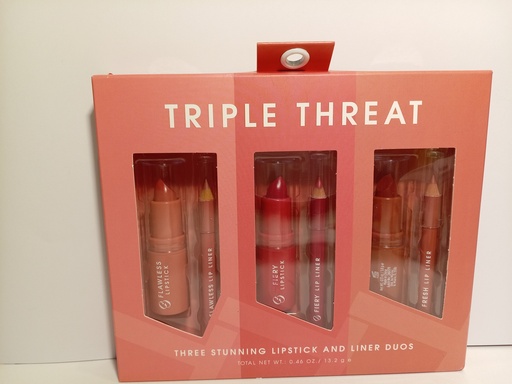 TRIPLE THREAT
FLAWLESS
LIPSTICK
FLAWLESS LIP LINER
FIERY
LIPSTICK
FIERY LIP LINER
FRESH LIP LINER
THREE STUNNING LIPSTICK AND LINER DUOS
TOTAL NET WT: 0.46 OZ / 13.2 g e